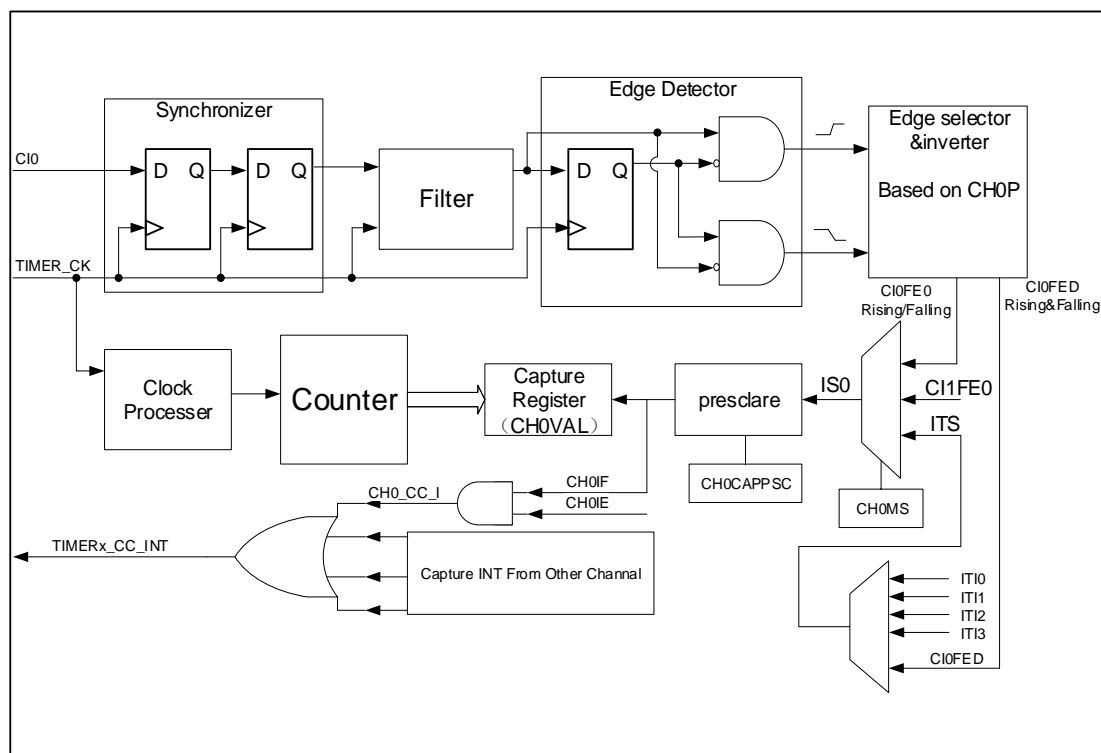 Synchronizer
Edge Detector
Edge selector
&inverter
Based on CH0P
CI0
D Q
D Q
Filter
D Q
TIMER_CK
CI0FE0
Rising/Falling
CI0FED
Rising&Falling
Clock
Processer
Counter
Capture
Register
（CH0VAL）
presclare
IS0
CI1FE0
ITS
CH0CAPPSC
CH0MS
CH0_CC_I
CH0IF
CH0IE
TIMERx_CC_INT
Capture INT From Other Channel
ITI0
ITI1
ITI2
ITI3
CI0FED